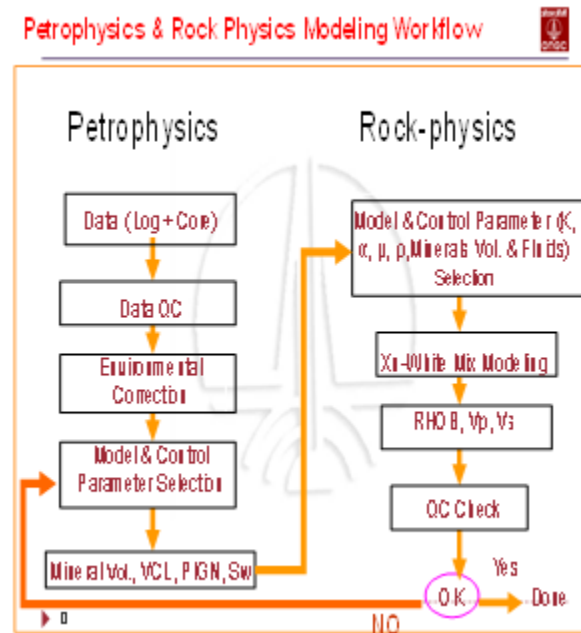 Petrophysics & Rock Physics Modeling Workflow
Petrophysics
Data (Log + Core)
Data QC
Environmental
Correction
Model & Control
Parameter Selection
Mineral Vol., VCL, PIGN, Sw
Rock-physics
Model & Control Parameter (K,
α, μ, ρ,Minerals Vol. & Fluids)
Selection
Xu-White Mix Modeling
RHOB, Vp, Vs
QC Check
OK
Yes
Done
NO